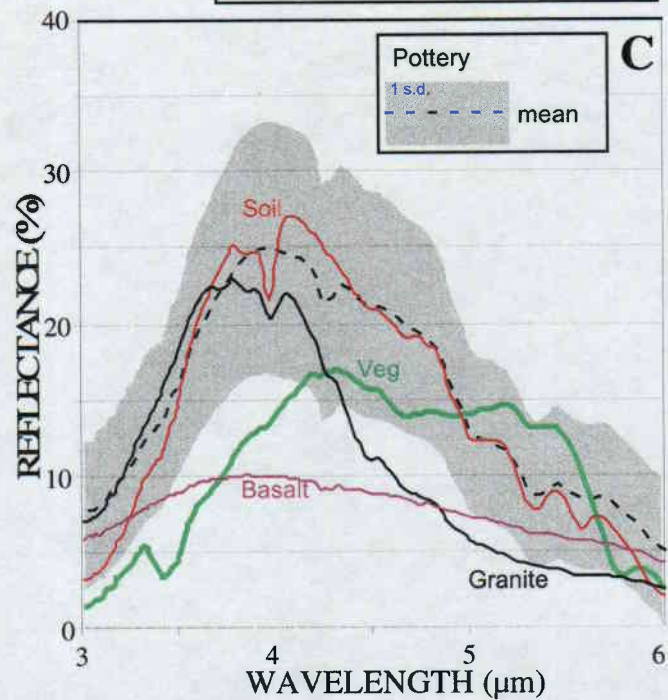 40
C
Pottery
1 s.d.
mean
30
Soil
REFLECTANCE (%)
20
Veg
10
Basalt
Granite
0
3
4
5
6
WAVELENGTH (µm)